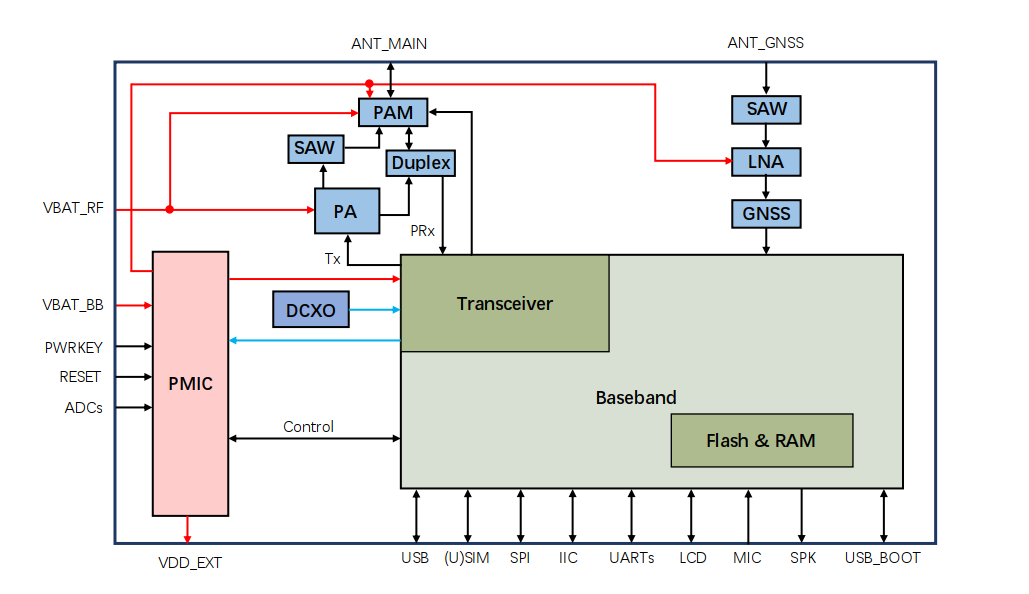 ANT_MAIN
ANT_GNSS
PAM
SAW
SAW
Duplex
LNA
VBAT_RF
PA
GNSS
PRx
Tx
Transceiver
VBAT_BB
DCXO
PWRKEY
RESET
PMIC
ADCs
Baseband
Control
Flash & RAM
VDD_EXT
USB
(U)SIM
SPI
IIC
UARTs
LCD
MIC
SPK
USB_BOOT